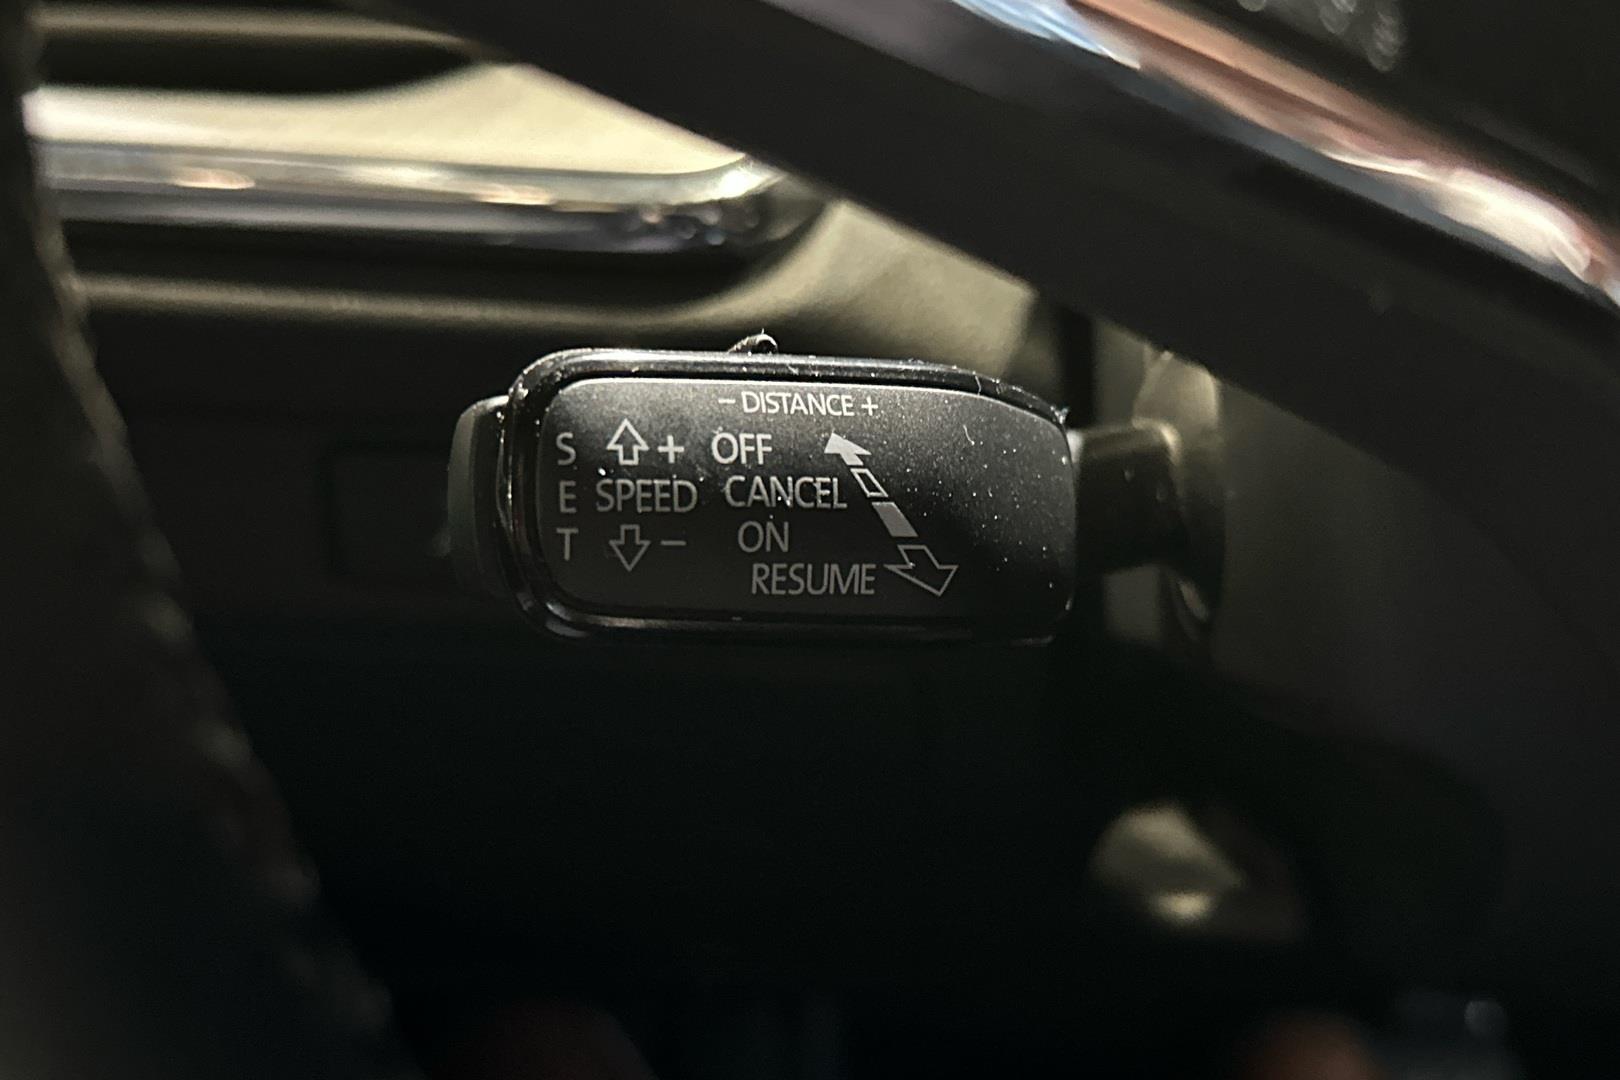 - DISTANCE +
S + OFF
E SPEED CANCEL
T - ON
RESUME